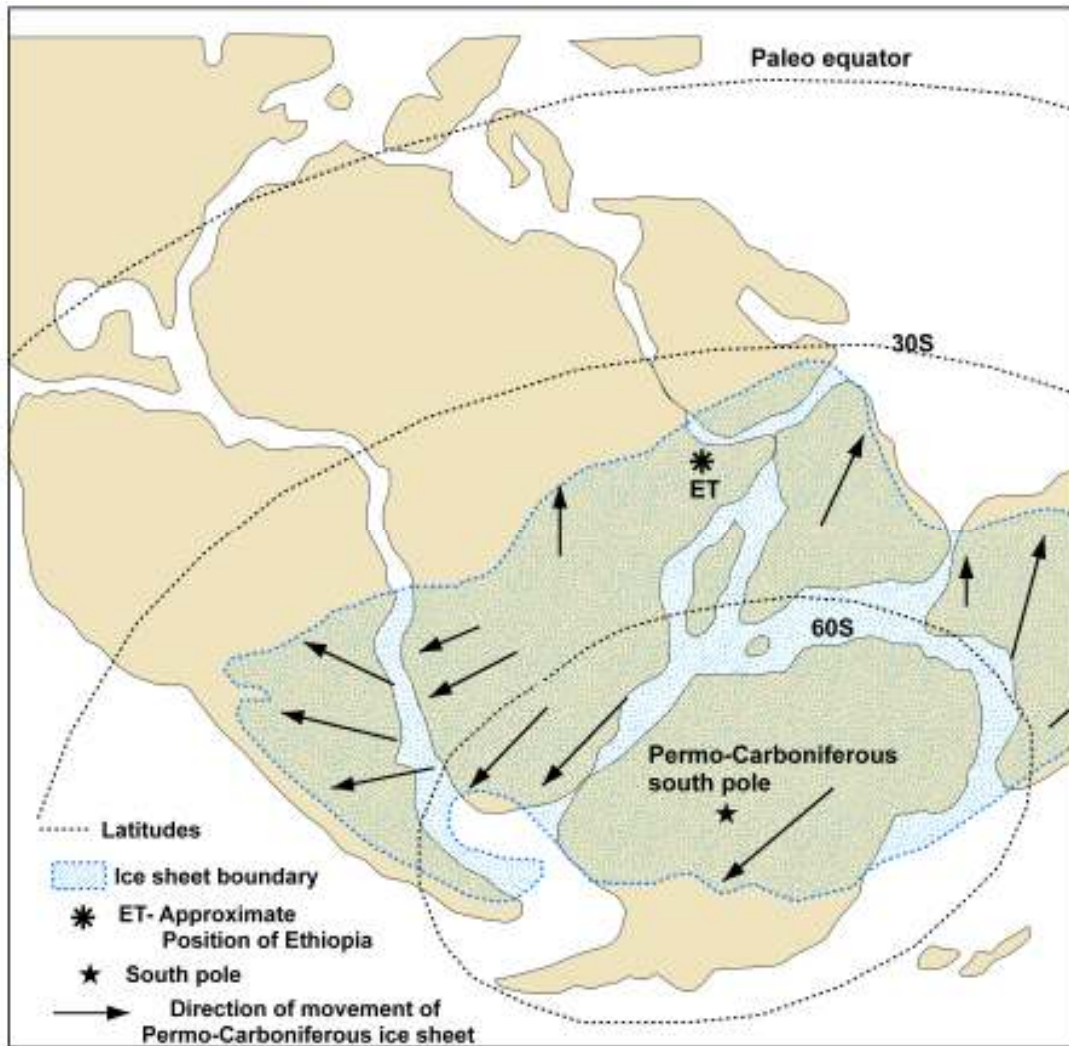 Paleo equator
30S
ET
60S
Permo-Carboniferous
south pole
Latitudes
Ice sheet boundary
ET- Approximate
Position of Ethiopia
South pole
Direction of movement of
Permo-Carboniferous ice sheet